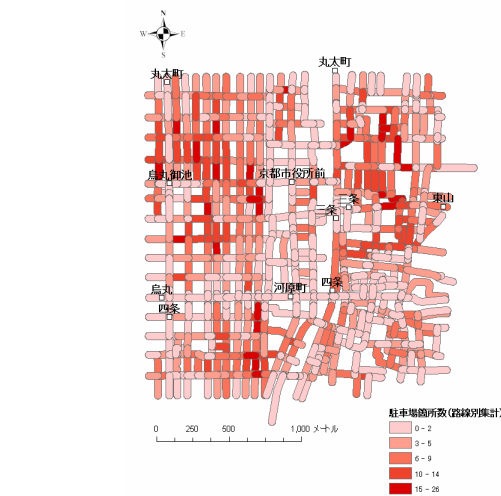 N
W E
S
丸太町
丸太町
烏丸御池
京都市役所前
三条
三条
東山
烏丸
河原町
四条
四条
駐車場箇所数(路線別集計)
0 - 2
3 - 5
6 - 9
10 - 14
15 - 26
0 250 500 1,000 メートル